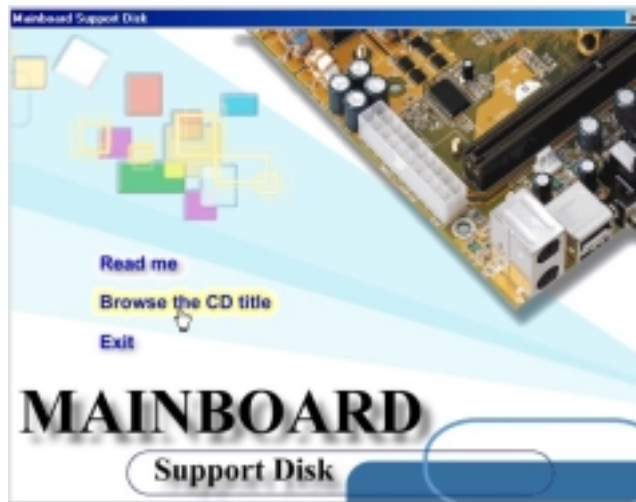 Mainboard Support Disk
Read me
Browse the CD title
Exit
MAINBOARD
Support Disk